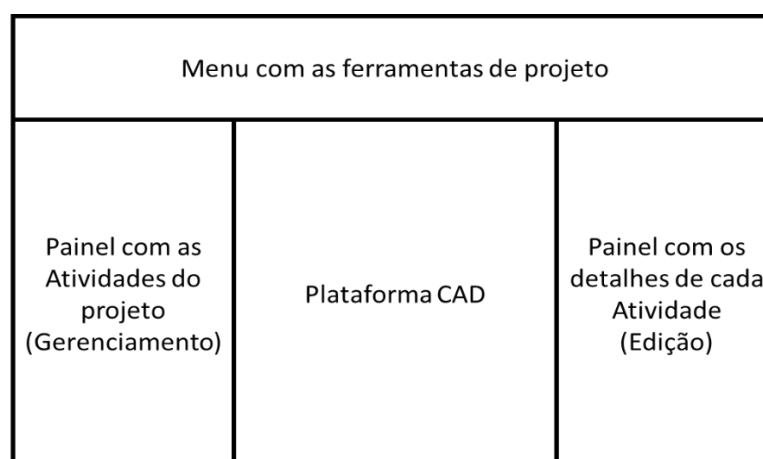 Menu com as ferramentas de projeto
Painel com as
Atividades do
projeto
(Gerenciamento)
Plataforma CAD
Painel com os
detalhes de cada
Atividade
(Edição)